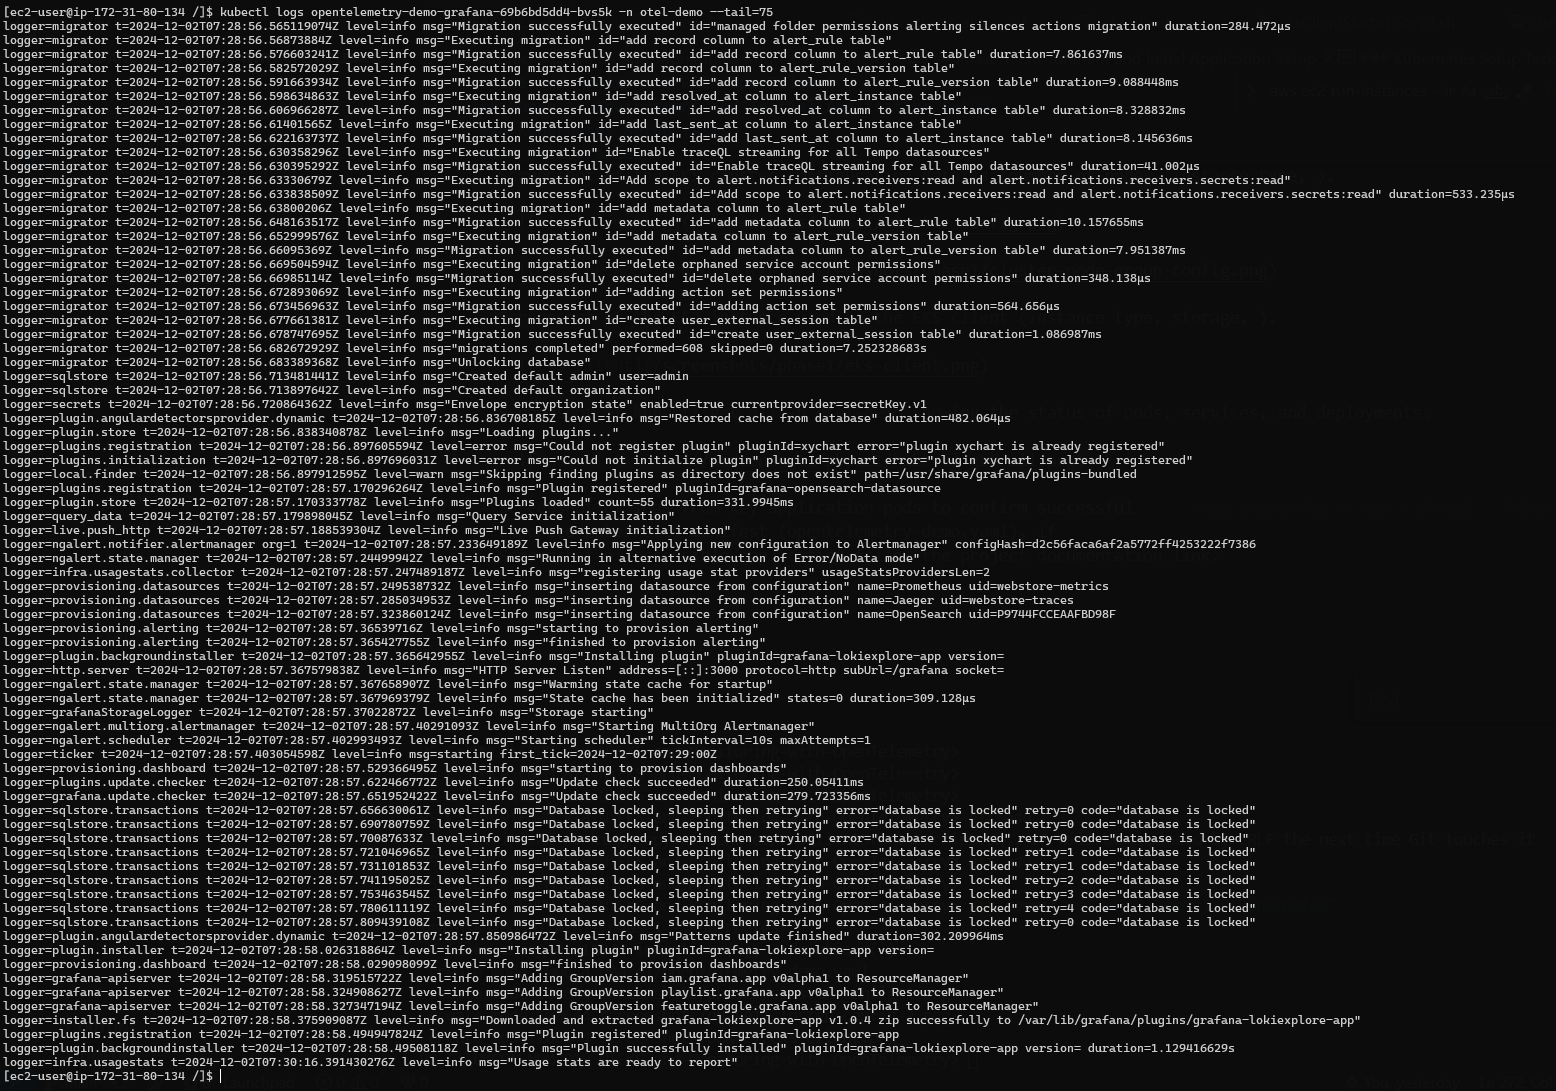 [ec2-user@ip-172-31-80-134 /]$ kubectl logs opentelemetry-demo-grafana-69b6bd5dd4-bvs5k -n otel-demo --tail=75
logger=migrator t=2024-12-02T07:28:56.565119074Z level=info msg="Migration successfully executed" id="managed folder permissions alerting silences actions migration" duration=284.472µs
logger=migrator t=2024-12-02T07:28:56.56873884Z level=info msg="Executing migration" id="add record column to alert_rule table"
logger=migrator t=2024-12-02T07:28:56.576603241Z level=info msg="Migration successfully executed" id="add record column to alert_rule table" duration=7.861637ms
logger=migrator t=2024-12-02T07:28:56.582572029Z level=info msg="Executing migration" id="add record column to alert_rule_version table"
logger=migrator t=2024-12-02T07:28:56.591663934Z level=info msg="Migration successfully executed" id="add record column to alert_rule_version table" duration=9.088448ms
logger=migrator t=2024-12-02T07:28:56.598634863Z level=info msg="Executing migration" id="add resolved_at column to alert_instance table"
logger=migrator t=2024-12-02T07:28:56.606966287Z level=info msg="Migration successfully executed" id="add resolved_at column to alert_instance table" duration=8.328832ms
logger=migrator t=2024-12-02T07:28:56.61401565Z level=info msg="Executing migration" id="add last_sent_at column to alert_instance table"
logger=migrator t=2024-12-02T07:28:56.622163737Z level=info msg="Migration successfully executed" id="add last_sent_at column to alert_instance table" duration=8.145636ms
logger=migrator t=2024-12-02T07:28:56.630358296Z level=info msg="Executing migration" id="Enable traceQL streaming for all Tempo datasources"
logger=migrator t=2024-12-02T07:28:56.630395292Z level=info msg="Migration successfully executed" id="Enable traceQL streaming for all Tempo datasources" duration=41.002µs
logger=migrator t=2024-12-02T07:28:56.63330679Z level=info msg="Executing migration" id="Add scope to alert.notifications.receivers:read and alert.notifications.receivers.secrets:read"
logger=migrator t=2024-12-02T07:28:56.633838509Z level=info msg="Migration successfully executed" id="Add scope to alert.notifications.receivers:read and alert.notifications.receivers.secrets:read" duration=533.235µs
logger=migrator t=2024-12-02T07:28:56.63800206Z level=info msg="Executing migration" id="add metadata column to alert_rule table"
logger=migrator t=2024-12-02T07:28:56.648163517Z level=info msg="Migration successfully executed" id="add metadata column to alert_rule table" duration=10.157655ms
logger=migrator t=2024-12-02T07:28:56.652999576Z level=info msg="Executing migration" id="add metadata column to alert_rule_version table"
logger=migrator t=2024-12-02T07:28:56.66095369Z level=info msg="Migration successfully executed" id="add metadata column to alert_rule_version table" duration=7.951387ms
logger=migrator t=2024-12-02T07:28:56.669504594Z level=info msg="Executing migration" id="delete orphaned service account permissions"
logger=migrator t=2024-12-02T07:28:56.66985114Z level=info msg="Migration successfully executed" id="delete orphaned service account permissions" duration=348.138µs
logger=migrator t=2024-12-02T07:28:56.672893069Z level=info msg="Executing migration" id="adding action set permissions"
logger=migrator t=2024-12-02T07:28:56.673456963Z level=info msg="Migration successfully executed" id="adding action set permissions" duration=564.656µs
logger=migrator t=2024-12-02T07:28:56.677661381Z level=info msg="Executing migration" id="create user_external_session table"
logger=migrator t=2024-12-02T07:28:56.678747695Z level=info msg="Migration successfully executed" id="create user_external_session table" duration=1.086987ms
logger=migrator t=2024-12-02T07:28:56.682672929Z level=info msg="migrations completed" performed=608 skipped=0 duration=7.252328683s
logger=migrator t=2024-12-02T07:28:56.683389368Z level=info msg="Unlocking database"
logger=sqlstore t=2024-12-02T07:28:56.713481441Z level=info msg="Created default admin" user=admin
logger=sqlstore t=2024-12-02T07:28:56.713897642Z level=info msg="Created default organization"
logger=secrets t=2024-12-02T07:28:56.720864362Z level=info msg="Envelope encryption state" enabled=true currentprovider=secretKey.v1
logger=plugin.angulardetectorsprovider.dynamic t=2024-12-02T07:28:56.836708185Z level=info msg="Restored cache from database" duration=482.064µs
logger=plugin.store t=2024-12-02T07:28:56.838340878Z level=info msg="Loading plugins..."
logger=plugins.registration t=2024-12-02T07:28:56.897605594Z level=error msg="Could not register plugin" pluginId=xychart error="plugin xychart is already registered"
logger=plugins.initialization t=2024-12-02T07:28:56.897696031Z level=error msg="Could not initialize plugin" pluginId=xychart error="plugin xychart is already registered"
logger=local.finder t=2024-12-02T07:28:56.897912595Z level=warn msg="Skipping finding plugins as directory does not exist" path=/usr/share/grafana/plugins-bundled
logger=plugins.registration t=2024-12-02T07:28:57.170296264Z level=info msg="Plugin registered" pluginId=grafana-opensearch-datasource
logger=plugin.store t=2024-12-02T07:28:57.170333778Z level=info msg="Plugins loaded" count=55 duration=331.9945ms
logger=query_data t=2024-12-02T07:28:57.179898045Z level=info msg="Query Service initialization"
logger=live.push_http t=2024-12-02T07:28:57.188539304Z level=info msg="Live Push Gateway initialization"
logger=ngalert.notifier.alertmanager org=1 t=2024-12-02T07:28:57.233649189Z level=info msg="Applying new configuration to Alertmanager" configHash=d2c56faca6af2a5772ff4253222f7386
logger=ngalert.state.manager t=2024-12-02T07:28:57.24499942Z level=info msg="Running in alternative execution of Error/NoData mode"
logger=infra.usagestats.collector t=2024-12-02T07:28:57.247489187Z level=info msg="registering usage stat providers" usageStatsProvidersLen=2
logger=provisioning.datasources t=2024-12-02T07:28:57.249538732Z level=info msg="inserting datasource from configuration" name=Prometheus uid=webstore-metrics
logger=provisioning.datasources t=2024-12-02T07:28:57.285034953Z level=info msg="inserting datasource from configuration" name=Jaeger uid=webstore-traces
logger=provisioning.datasources t=2024-12-02T07:28:57.323860124Z level=info msg="inserting datasource from configuration" name=OpenSearch uid=P9744FCCEAAFBD98F
logger=provisioning.alerting t=2024-12-02T07:28:57.36539716Z level=info msg="starting to provision alerting"
logger=provisioning.alerting t=2024-12-02T07:28:57.365427755Z level=info msg="finished to provision alerting"
logger=plugin.backgroundinstaller t=2024-12-02T07:28:57.365642955Z level=info msg="Installing plugin" pluginId=grafana-lokiexplore-app version=
logger=http.server t=2024-12-02T07:28:57.367579838Z level=info msg="HTTP Server Listen" address=[::]:3000 protocol=http subUrl=/grafana socket=
logger=ngalert.state.manager t=2024-12-02T07:28:57.367658907Z level=info msg="Warming state cache for startup"
logger=ngalert.state.manager t=2024-12-02T07:28:57.367969379Z level=info msg="State cache has been initialized" states=0 duration=309.128µs
logger=grafanaStorageLogger t=2024-12-02T07:28:57.37022872Z level=info msg="Storage starting"
logger=ngalert.multiorg.alertmanager t=2024-12-02T07:28:57.40291093Z level=info msg="Starting MultiOrg Alertmanager"
logger=ngalert.scheduler t=2024-12-02T07:28:57.402993493Z level=info msg="Starting scheduler" tickInterval=10s maxAttempts=1
logger=ticker t=2024-12-02T07:28:57.403054598Z level=info msg=starting first_tick=2024-12-02T07:29:00Z
logger=provisioning.dashboard t=2024-12-02T07:28:57.529366495Z level=info msg="starting to provision dashboards"
logger=plugins.update.checker t=2024-12-02T07:28:57.622466772Z level=info msg="Update check succeeded" duration=250.05411ms
logger=grafana.update.checker t=2024-12-02T07:28:57.651952422Z level=info msg="Update check succeeded" duration=279.723356ms
logger=sqlstore.transactions t=2024-12-02T07:28:57.656630061Z level=info msg="Database locked, sleeping then retrying" error="database is locked" retry=0 code="database is locked"
logger=sqlstore.transactions t=2024-12-02T07:28:57.690780759Z level=info msg="Database locked, sleeping then retrying" error="database is locked" retry=0 code="database is locked"
logger=sqlstore.transactions t=2024-12-02T07:28:57.70087633Z level=info msg="Database locked, sleeping then retrying" error="database is locked" retry=0 code="database is locked"
logger=sqlstore.transactions t=2024-12-02T07:28:57.721046965Z level=info msg="Database locked, sleeping then retrying" error="database is locked" retry=1 code="database is locked"
logger=sqlstore.transactions t=2024-12-02T07:28:57.731101853Z level=info msg="Database locked, sleeping then retrying" error="database is locked" retry=1 code="database is locked"
logger=sqlstore.transactions t=2024-12-02T07:28:57.741195025Z level=info msg="Database locked, sleeping then retrying" error="database is locked" retry=2 code="database is locked"
logger=sqlstore.transactions t=2024-12-02T07:28:57.753463545Z level=info msg="Database locked, sleeping then retrying" error="database is locked" retry=3 code="database is locked"
logger=sqlstore.transactions t=2024-12-02T07:28:57.780611119Z level=info msg="Database locked, sleeping then retrying" error="database is locked" retry=4 code="database is locked"
logger=sqlstore.transactions t=2024-12-02T07:28:57.809439108Z level=info msg="Database locked, sleeping then retrying" error="database is locked" retry=0 code="database is locked"
logger=plugin.angulardetectorsprovider.dynamic t=2024-12-02T07:28:57.850986472Z level=info msg="Patterns update finished" duration=302.209964ms
logger=plugin.installer t=2024-12-02T07:28:58.026318864Z level=info msg="Installing plugin" pluginId=grafana-lokiexplore-app version=
logger=provisioning.dashboard t=2024-12-02T07:28:58.029098099Z level=info msg="finished to provision dashboards"
logger=grafana-apiserver t=2024-12-02T07:28:58.319515722Z level=info msg="Adding GroupVersion iam.grafana.app v0alpha1 to ResourceManager"
logger=grafana-apiserver t=2024-12-02T07:28:58.324908627Z level=info msg="Adding GroupVersion playlist.grafana.app v0alpha1 to ResourceManager"
logger=grafana-apiserver t=2024-12-02T07:28:58.327747194Z level=info msg="Adding GroupVersion featuretoggle.grafana.app v0alpha1 to ResourceManager"
logger=installer.fs t=2024-12-02T07:28:58.375909087Z level=info msg="Downloaded and extracted grafana-lokiexplore-app v1.0.4 zip successfully to /var/lib/grafana/plugins/grafana-lokiexplore-app"
logger=plugins.registration t=2024-12-02T07:28:58.494947824Z level=info msg="Plugin registered" pluginId=grafana-lokiexplore-app
logger=plugin.backgroundinstaller t=2024-12-02T07:28:58.49508118Z level=info msg="Plugin successfully installed" pluginId=grafana-lokiexplore-app version= duration=1.129416629s
logger=infra.usagestats t=2024-12-02T07:30:16.391430276Z level=info msg="Usage stats are ready to report"
[ec2-user@ip-172-31-80-134 /]$